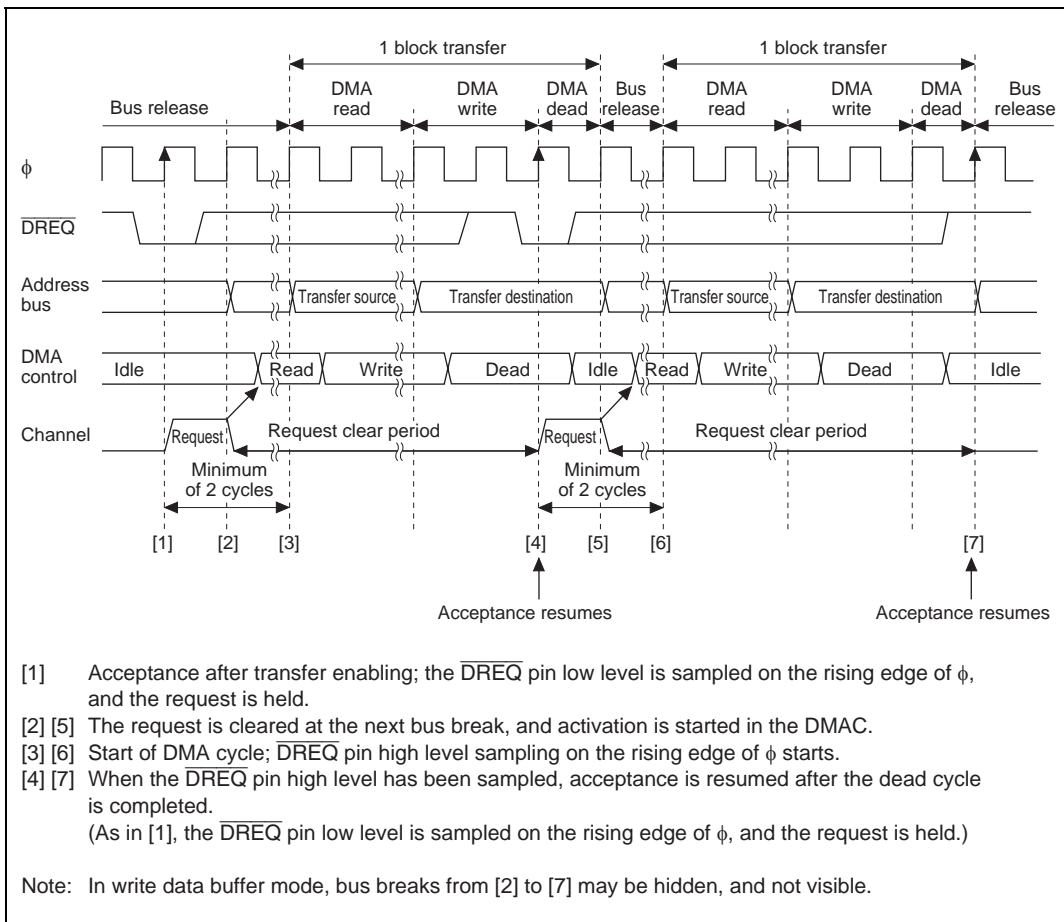 1 block transfer 1 block transfer
DMA DMA DMA Bus DMA DMA DMA Bus
Bus release read write dead release read write dead release
ϕ
D̅R̅E̅Q̅
Address
bus Transfer source Transfer destination Transfer source Transfer destination
DMA
control Idle Read Write Dead Idle Read Write Dead Idle
Channel Request Request clear period Request Request clear period
Minimum Minimum
of 2 cycles of 2 cycles
[1] [2] [3] [4] [5] [6] [7]
Acceptance resumes Acceptance resumes
[1] Acceptance after transfer enabling; the D̅R̅E̅Q̅ pin low level is sampled on the rising edge of ϕ,
and the request is held.
[2] [5] The request is cleared at the next bus break, and activation is started in the DMAC.
[3] [6] Start of DMA cycle; D̅R̅E̅Q̅ pin high level sampling on the rising edge of ϕ starts.
[4] [7] When the D̅R̅E̅Q̅ pin high level has been sampled, acceptance is resumed after the dead cycle
is completed.
(As in [1], the D̅R̅E̅Q̅ pin low level is sampled on the rising edge of ϕ, and the request is held.)
Note: In write data buffer mode, bus breaks from [2] to [7] may be hidden, and not visible.